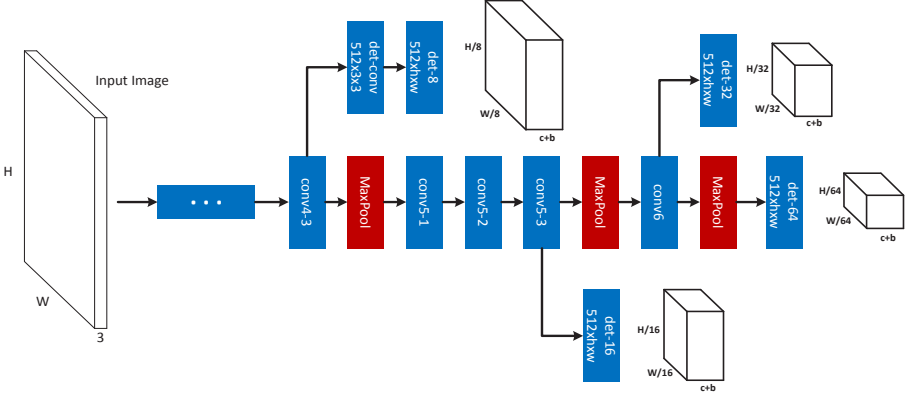 Input Image
H
W
3
• • •
conv4-3
MaxPool
conv5-1
conv5-2
conv5-3
MaxPool
conv6
MaxPool
det-64
512xhxw
det-conv
512x3x3
det-8
512xhxw
H/8
W/8
c+b
det-32
512xhxw
H/32
W/32
c+b
H/64
W/64
c+b
det-16
512xhxw
H/16
W/16
c+b